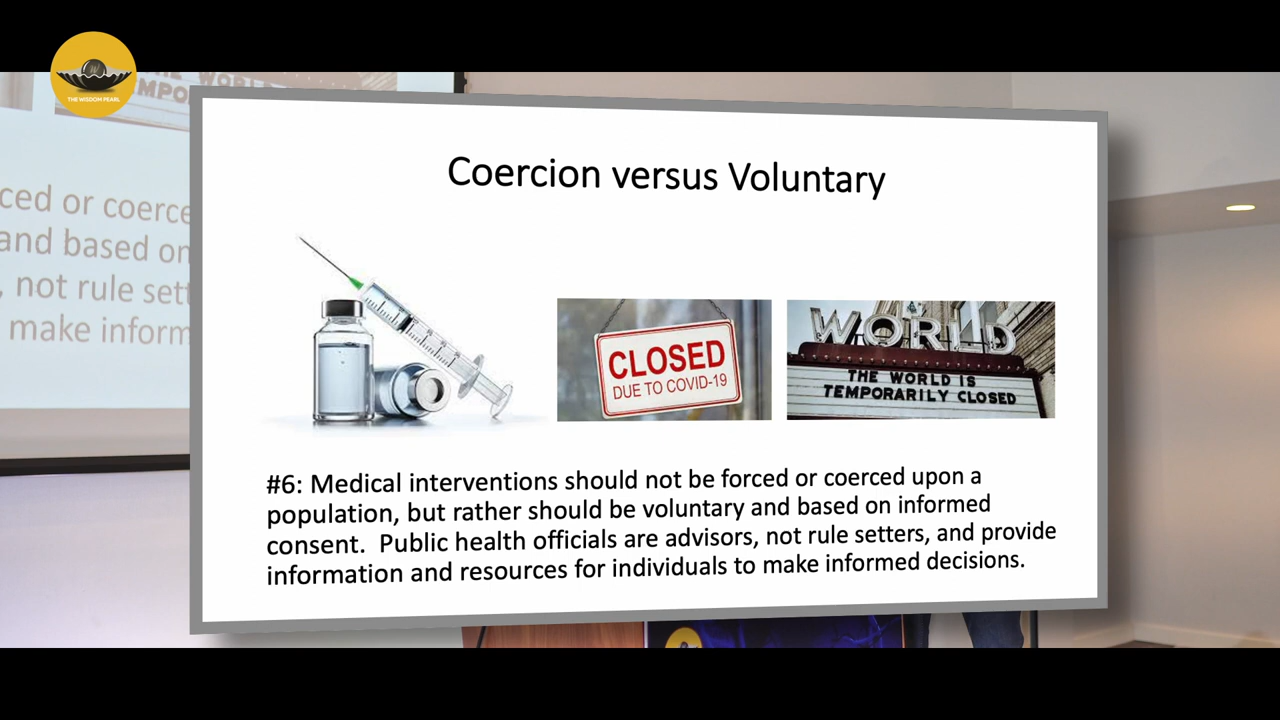 THE WISDOM PEARL
Coercion versus Voluntary
CLOSED
DUE TO COVID-19
WORLD
THE WORLD IS
TEMPORARILY CLOSED
#6: Medical interventions should not be forced or coerced upon a
population, but rather should be voluntary and based on informed
consent. Public health officials are advisors, not rule setters, and provide
information and resources for individuals to make informed decisions.
ced or coerce
and based on
, not rule sett
make inform